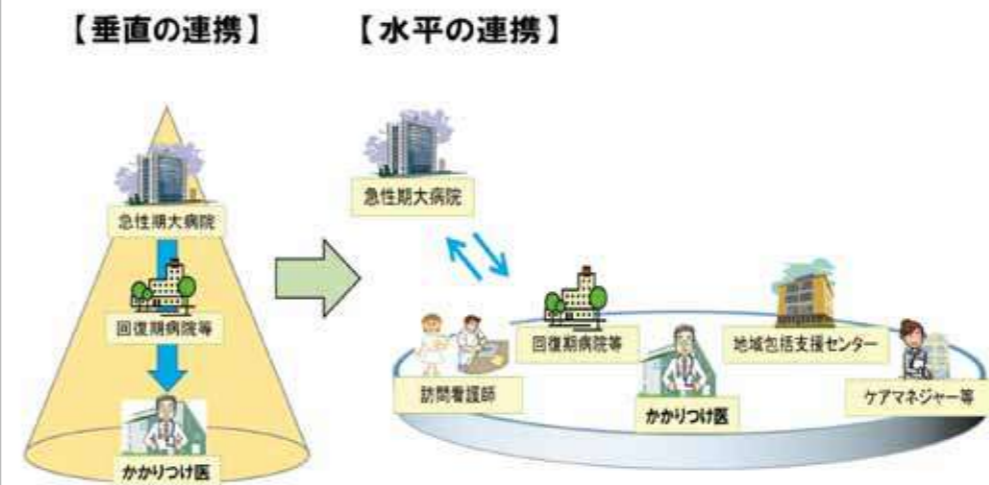 【垂直の連携】
【水平の連携】
急性期大病院
回復期病院等
かかりつけ医
急性期大病院
回復期病院等
地域包括支援センター
訪問看護師
かかりつけ医
ケアマネジャー等